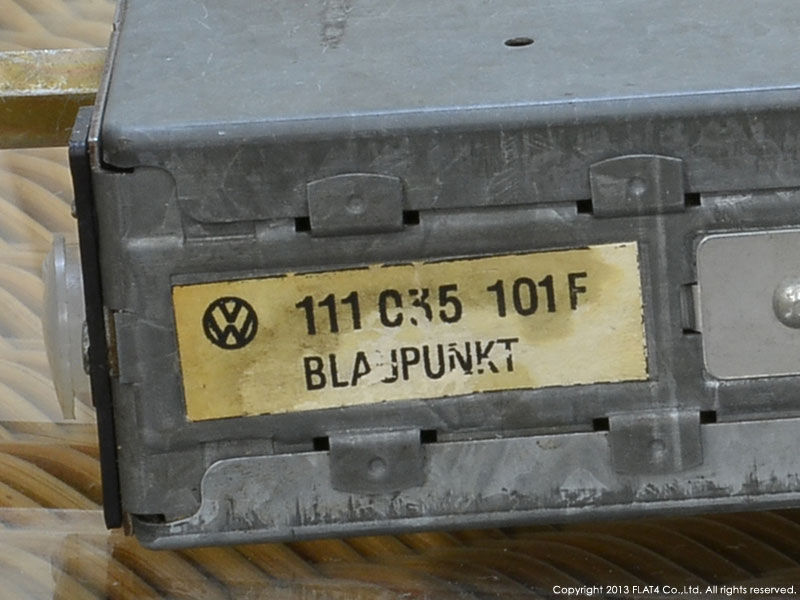 111 035 101 F
BLAUPUNKT
Copyright 2013 FLAT4 Co.,Ltd. All rights reserved.